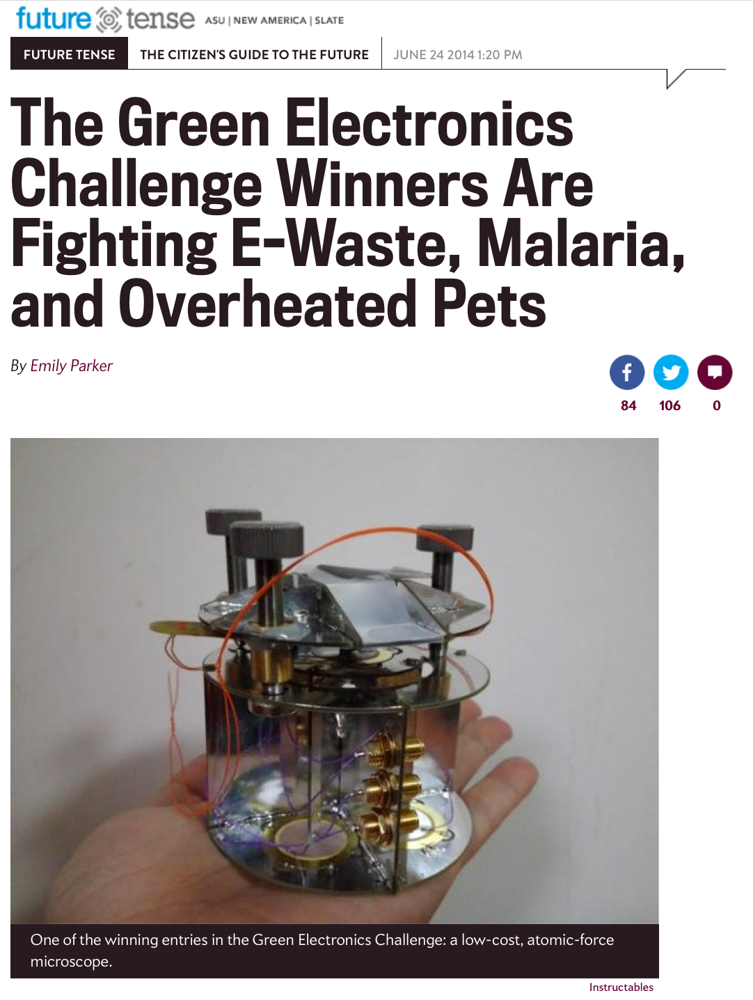 future tense ASU | NEW AMERICA | SLATE
FUTURE TENSE THE CITIZEN'S GUIDE TO THE FUTURE JUNE 24 2014 1:20 PM
The Green Electronics
Challenge Winners Are
Fighting E-Waste, Malaria,
and Overheated Pets
By Emily Parker
84 106 0
One of the winning entries in the Green Electronics Challenge: a low-cost, atomic-force
microscope.
Instructables